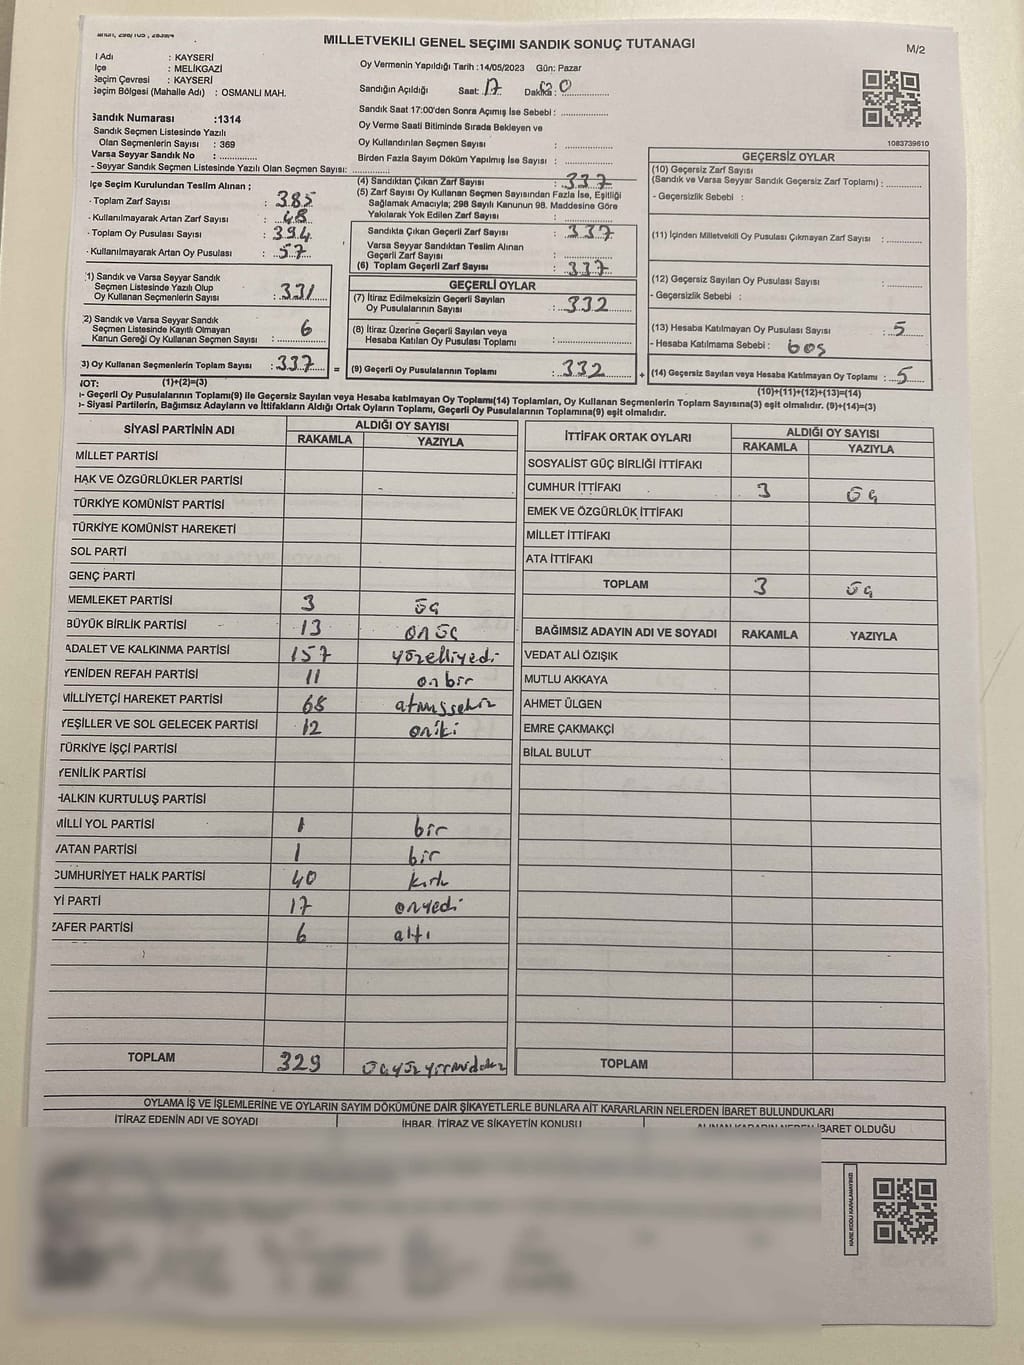 MİLLETVEKİLİ GENEL SEÇİMİ SANDIK SONUÇ TUTANAĞI
M/2
İ Adı : KAYSERİ
İlçe : MELİKGAZİ
Seçim Çevresi : KAYSERİ
Seçim Bölgesi (Mahalle Adı) : OSMANLI MAH.
Sandık Numarası :1314
Sandık Seçmen Listesinde Yazılı
Olan Seçmenlerin Sayısı : 369
Varsa Seyyar Sandık No : ..............
- Seyyar Sandık Seçmen Listesinde Yazılı Olan Seçmen Sayısı: ..............
Oy Vermenin Yapıldığı Tarih :14/05/2023 Gün: Pazar
Sandığın Açıldığı Saat: 17 Dakika :
Sandık Saat 17:00'den Sonra Açımış İse Sebebi : ..............
Oy Verme Saati Bitiminde Sırada Bekleyen ve
Oy Kullandırılan Seçmen Sayısı : ..............
Birden Fazla Sayım Döküm Yapılmış İse Sayısı : ..............
1083739610
İlçe Seçim Kurulundan Teslim Alınan ;
- Toplam Zarf Sayısı : 385
- Kullanılmayarak Artan Zarf Sayısı : 48
- Toplam Oy Pusulası Sayısı : 394
- Kullanılmayarak Artan Oy Pusulası : 57
1) Sandık ve Varsa Seyyar Sandık
Seçmen Listesinde Yazılı Olup
Oy Kullanan Seçmenlerin Sayısı : 331
2) Sandık ve Varsa Seyyar Sandık
Seçmen Listesinde Kayıtlı Olmayan
Kanun Gereği Oy Kullanan Seçmen Sayısı : 6
3) Oy Kullanan Seçmenlerin Toplam Sayısı : 337 =
(4) Sandıktan Çıkan Zarf Sayısı : 337
(5) Zarf Sayısı Oy Kullanan Seçmen Sayısından Fazla İse, Eşitliği
Sağlamak Amacıyla; 298 Sayılı Kanunun 98. Maddesine Göre
Yakılarak Yok Edilen Zarf Sayısı : ..............
Sandıkta Çıkan Geçerli Zarf Sayısı : 337
Varsa Seyyar Sandıktan Teslim Alınan
Geçerli Zarf Sayısı : ..............
(6) Toplam Geçerli Zarf Sayısı : 337
GEÇERLİ OYLAR
(7) İtiraz Edilmeksizin Geçerli Sayılan
Oy Pusulalarının Sayısı : 332
(8) İtiraz Üzerine Geçerli Sayılan veya
Hesaba Katılan Oy Pusulası Toplamı : ..............
(9) Geçerli Oy Pusulalarının Toplamı : 332 +
GEÇERSİZ OYLAR
(10) Geçersiz Zarf Sayısı
(Sandık ve Varsa Seyyar Sandık Geçersiz Zarf Toplamı) : ..............
- Geçersizlik Sebebi :
(11) İçinden Milletvekili Oy Pusulası Çıkmayan Zarf Sayısı : ..............
(12) Geçersiz Sayılan Oy Pusulası Sayısı : ..............
- Geçersizlik Sebebi :
(13) Hesaba Katılmayan Oy Pusulası Sayısı : 5
- Hesaba Katılmama Sebebi : boş
(14) Geçersiz Sayılan veya Hesaba Katılmayan Oy Toplamı : 5
NOT: (1)+(2)=(3)
(10)+(11)+(12)+(13)=(14)
- Geçerli Oy Pusulalarının Toplamı(9) ile Geçersiz Sayılan veya Hesaba katılmayan Oy Toplamı(14) Toplamları, Oy Kullanan Seçmenlerin Toplam Sayısına(3) eşit olmalıdır. (9)+(14)=(3)
- Siyasi Partilerin, Bağımsız Adayların ve İttifakların Aldığı Ortak Oyların Toplamı, Geçerli Oy Pusulalarının Toplamına(9) eşit olmalıdır.
SİYASİ PARTİNİN ADI
ALDIĞI OY SAYISI
RAKAMLA YAZIYLA
MİLLET PARTİSİ
HAK VE ÖZGÜRLÜKLER PARTİSİ
TÜRKİYE KOMÜNİST PARTİSİ
TÜRKİYE KOMÜNİST HAREKETİ
SOL PARTİ
GENÇ PARTİ
MEMLEKET PARTİSİ 3 üç
BÜYÜK BİRLİK PARTİSİ 13 onüç
ADALET VE KALKINMA PARTİSİ 157 yüzelliyedi
YENİDEN REFAH PARTİSİ 11 onbir
MİLLİYETÇİ HAREKET PARTİSİ 68 atmışsekiz
YEŞİLLER VE SOL GELECEK PARTİSİ 12 oniki
TÜRKİYE İŞÇİ PARTİSİ
YENİLİK PARTİSİ
HALKIN KURTULUŞ PARTİSİ
MİLLİ YOL PARTİSİ 1 bir
VATAN PARTİSİ 1 bir
CUMHURİYET HALK PARTİSİ 40 kırk
İYİ PARTİ 17 onyedi
ZAFER PARTİSİ 6 altı
TOPLAM 329 üçyüzyirmidokuz
İTTİFAK ORTAK OYLARI
ALDIĞI OY SAYISI
RAKAMLA YAZIYLA
SOSYALİST GÜÇ BİRLİĞİ İTTİFAKI
CUMHUR İTTİFAKI 3 üç
EMEK VE ÖZGÜRLÜK İTTİFAKI
MİLLET İTTİFAKI
ATA İTTİFAKI
TOPLAM 3 üç
BAĞIMSIZ ADAYIN ADI VE SOYADI RAKAMLA YAZIYLA
VEDAT ALİ ÖZIŞIK
MUTLU AKKAYA
AHMET ÜLGEN
EMRE ÇAKMAKÇİ
BİLAL BULUT
TOPLAM
OYLAMA İŞ VE İŞLEMLERİNE VE OYLARIN SAYIM DÖKÜMÜNE DAİR ŞİKAYETLERLE BUNLARA AİT KARARLARIN NELERDEN İBARET BULUNDUKLARI
İTİRAZ EDENİN ADI VE SOYADI
İHBAR, İTİRAZ VE ŞİKAYETİN KONUSU
ALINAN KARARIN NEDEN İBARET OLDUĞU